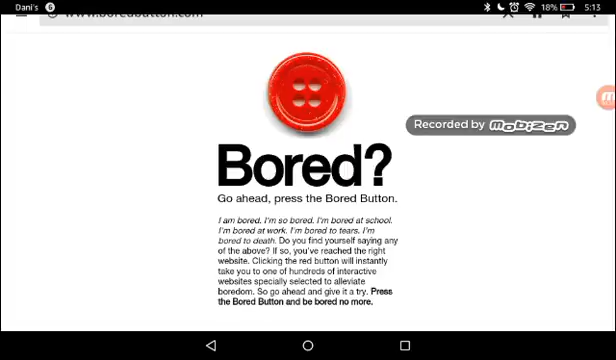 Dani's 6 18% 5:13
www.boredbutton.com
Recorded by mobizen
Bored?
Go ahead, press the Bored Button.
I am bored. I'm so bored. I'm bored at school.
I'm bored at work. I'm bored to tears. I'm
bored to death. Do you find yourself saying any
of the above? If so, you've reached the right
website. Clicking the red button will instantly
take you to one of hundreds of interactive
websites specially selected to alleviate
boredom. So go ahead and give it a try. Press
the Bored Button and be bored no more.